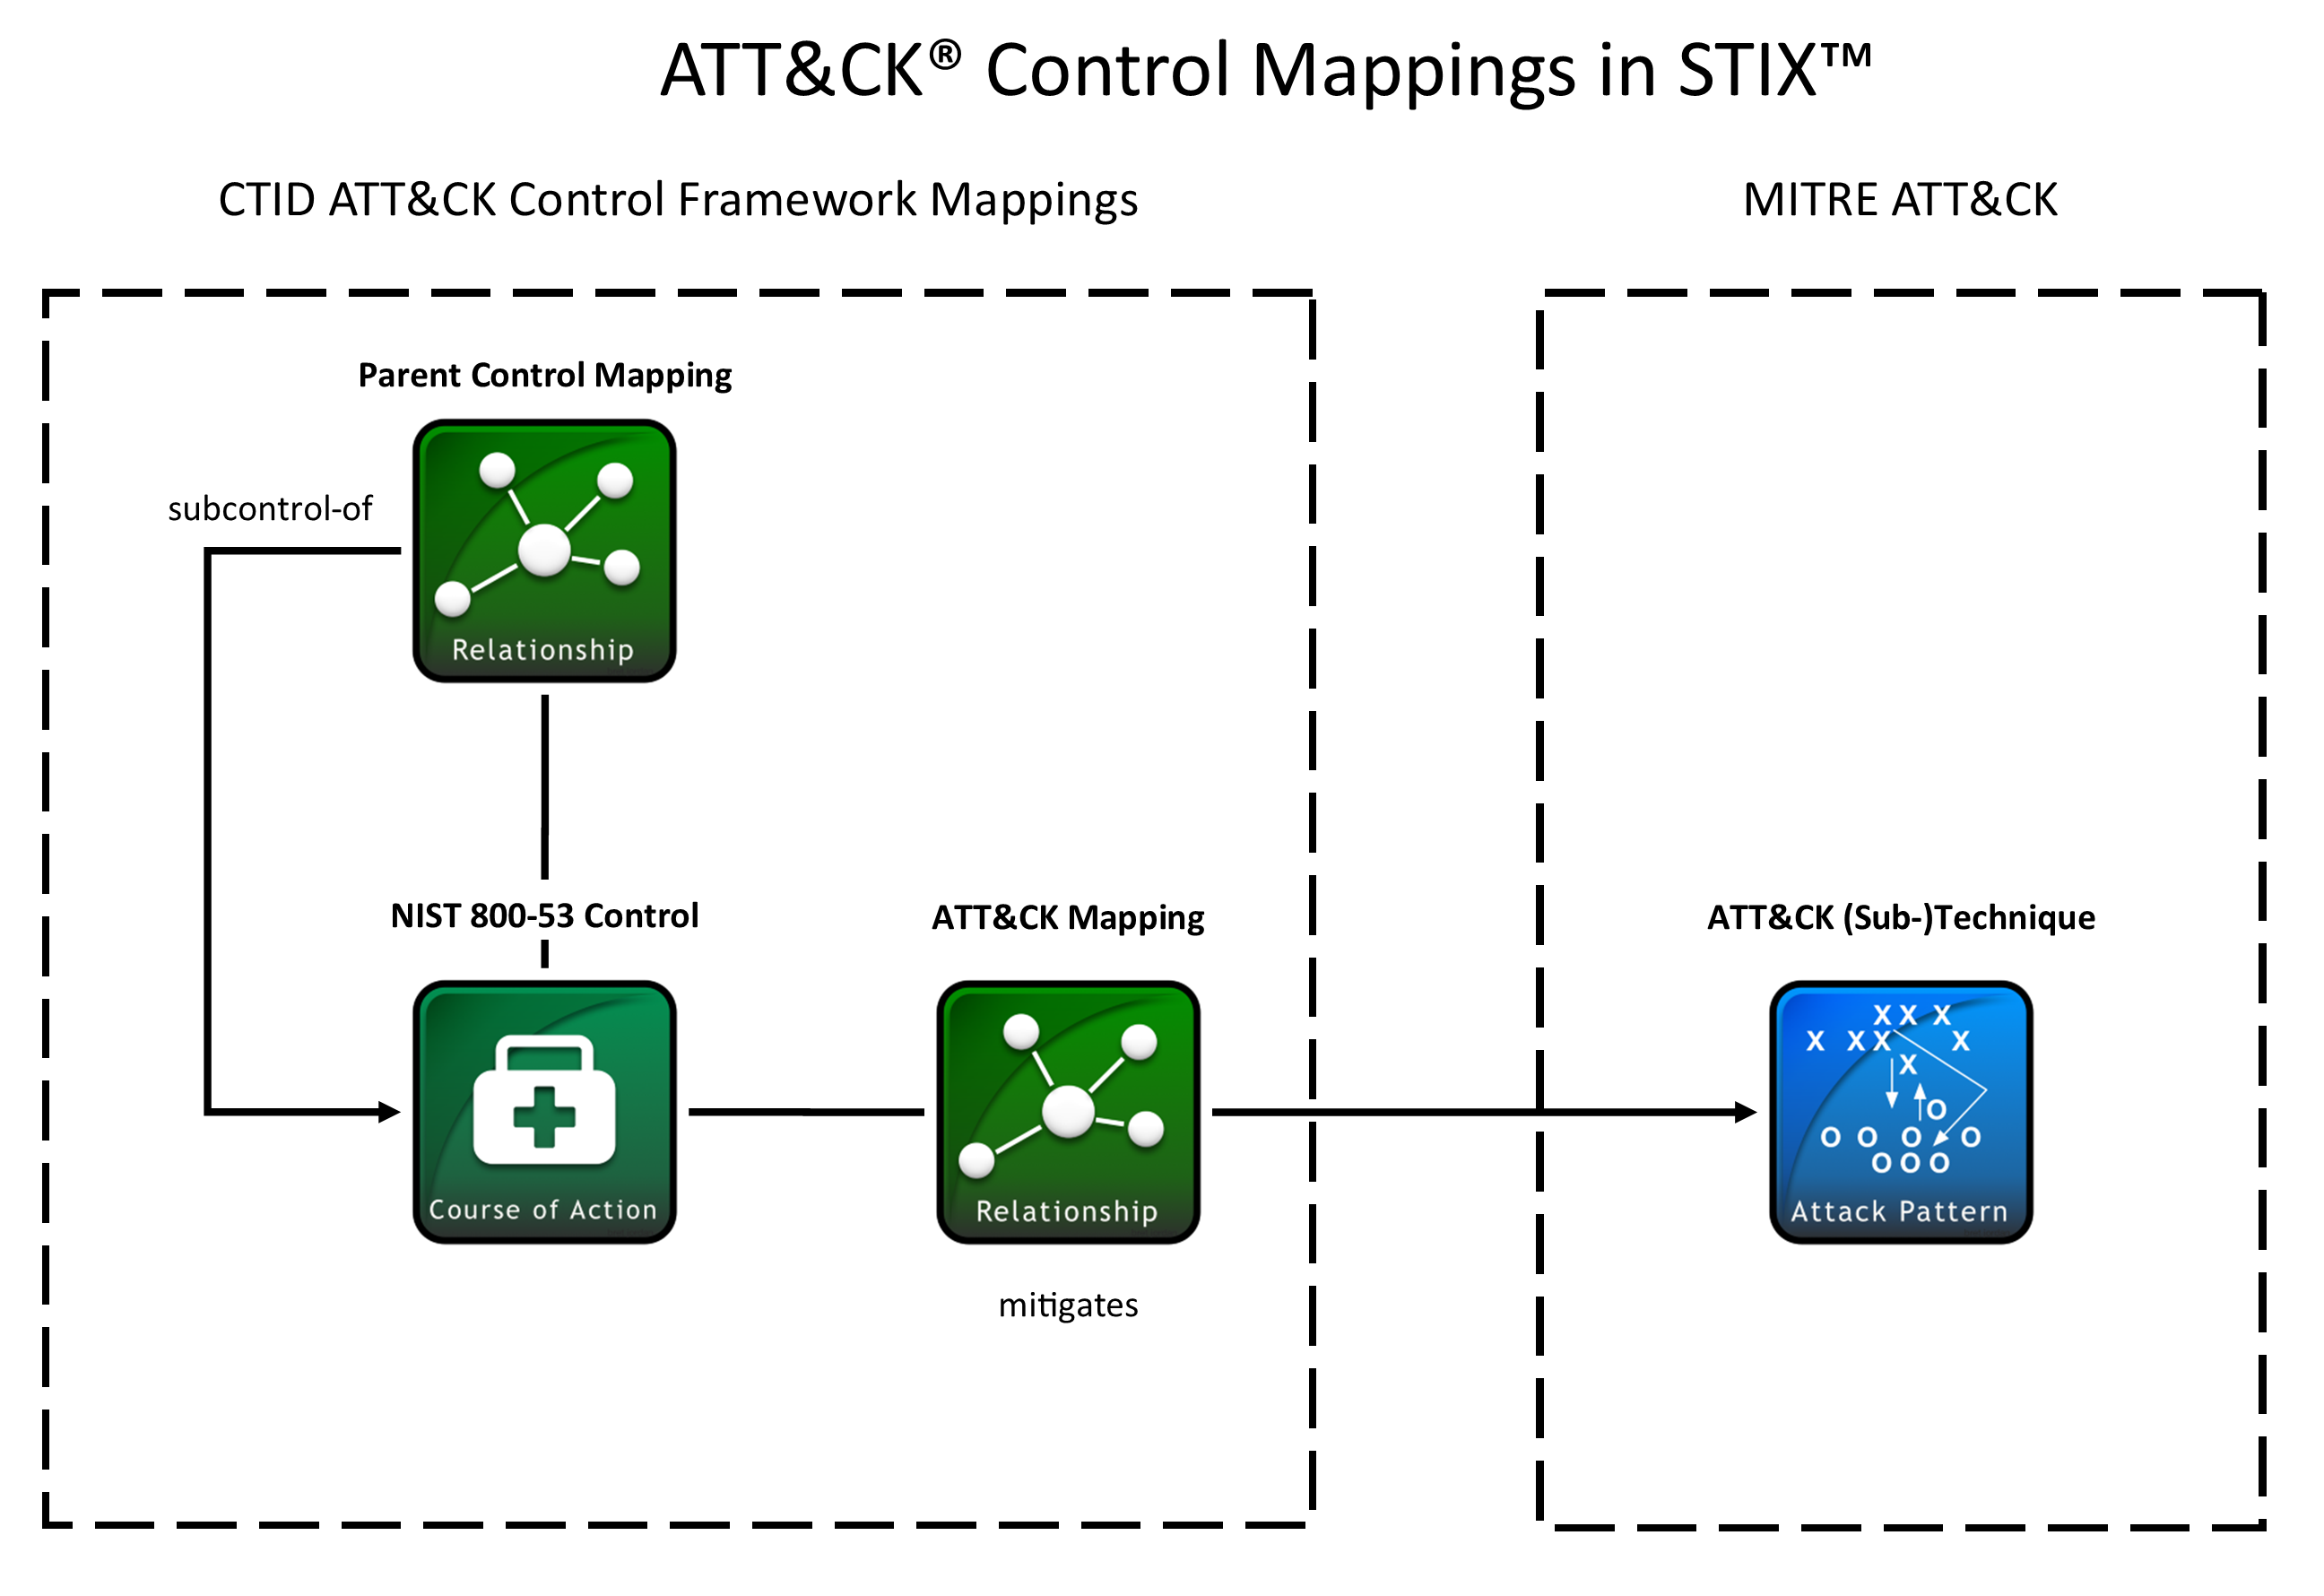 ATT&CK® Control Mappings in STIX™
CTID ATT&CK Control Framework Mappings
MITRE ATT&CK
Parent Control Mapping
subcontrol-of
Relationship
NIST 800-53 Control
ATT&CK Mapping
ATT&CK (Sub-)Technique
X X X
X X X X
X
O
O O O O
O O O
Course of Action
Relationship
Attack Pattern
mitigates